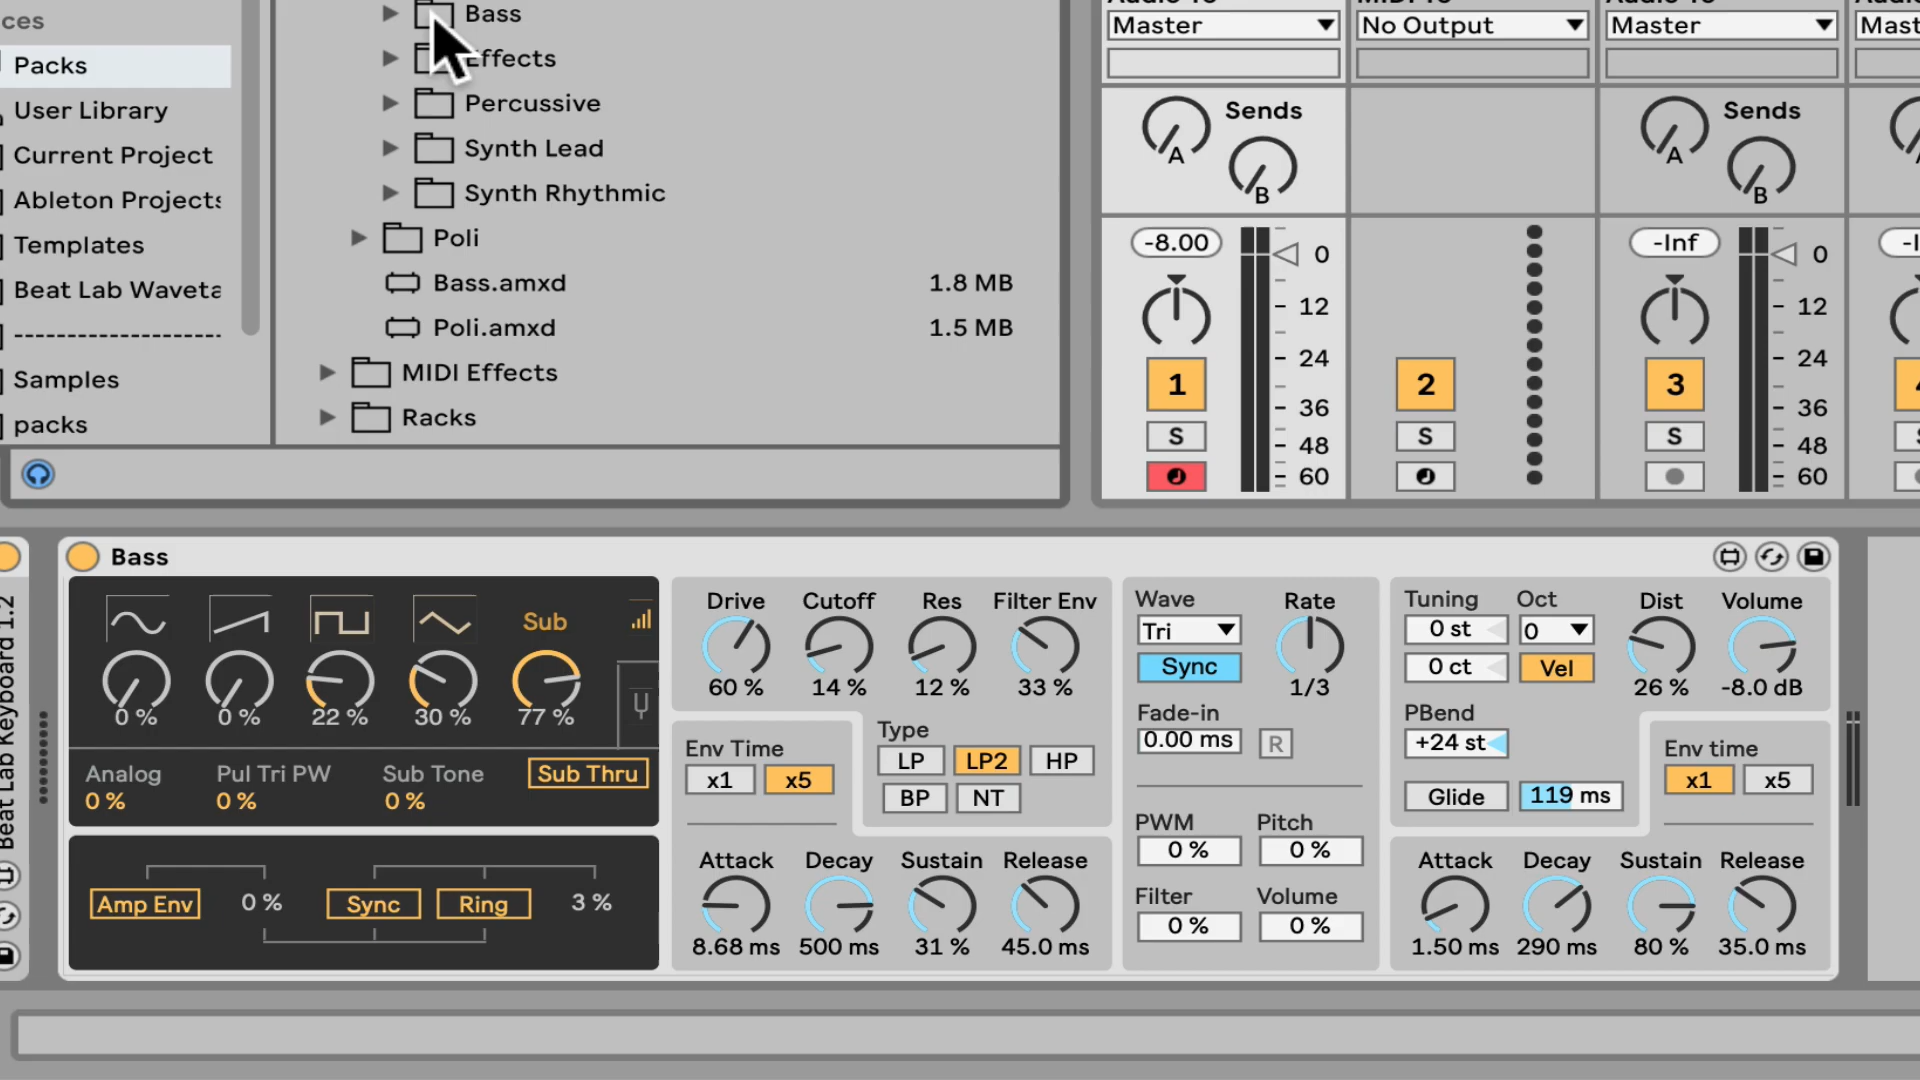 ces
Packs
User Library
Current Project
Ableton Projects
Templates
Beat Lab Waveta
--------------------
Samples
packs
Bass
Effects
Percussive
Synth Lead
Synth Rhythmic
Poli
Bass.amxd 1.8 MB
Poli.amxd 1.5 MB
MIDI Effects
Racks
Master No Output Master Mast
Sends Sends
A B A B
-8.00 -Inf
0 12 24 36 48 60
0 12 24 36 48 60
1 2 3
S S S
Beat Lab Keyboard 1.2
Bass
Sub
0 % 0 % 22 % 30 % 77 %
Analog Pul Tri PW Sub Tone Sub Thru
0 % 0 % 0 %
Amp Env 0 % Sync Ring 3 %
Drive Cutoff Res Filter Env
60 % 14 % 12 % 33 %
Env Time
x1 x5
Type
LP LP2 HP
BP NT
Attack Decay Sustain Release
8.68 ms 500 ms 31 % 45.0 ms
Wave Rate
Tri
Sync 1/3
Fade-in
0.00 ms R
PWM Pitch
0 % 0 %
Filter Volume
0 % 0 %
Tuning Oct Dist Volume
0 st 0
0 ct Vel 26 % -8.0 dB
PBend
+24 st
Glide 119 ms
Env time
x1 x5
Attack Decay Sustain Release
1.50 ms 290 ms 80 % 35.0 ms